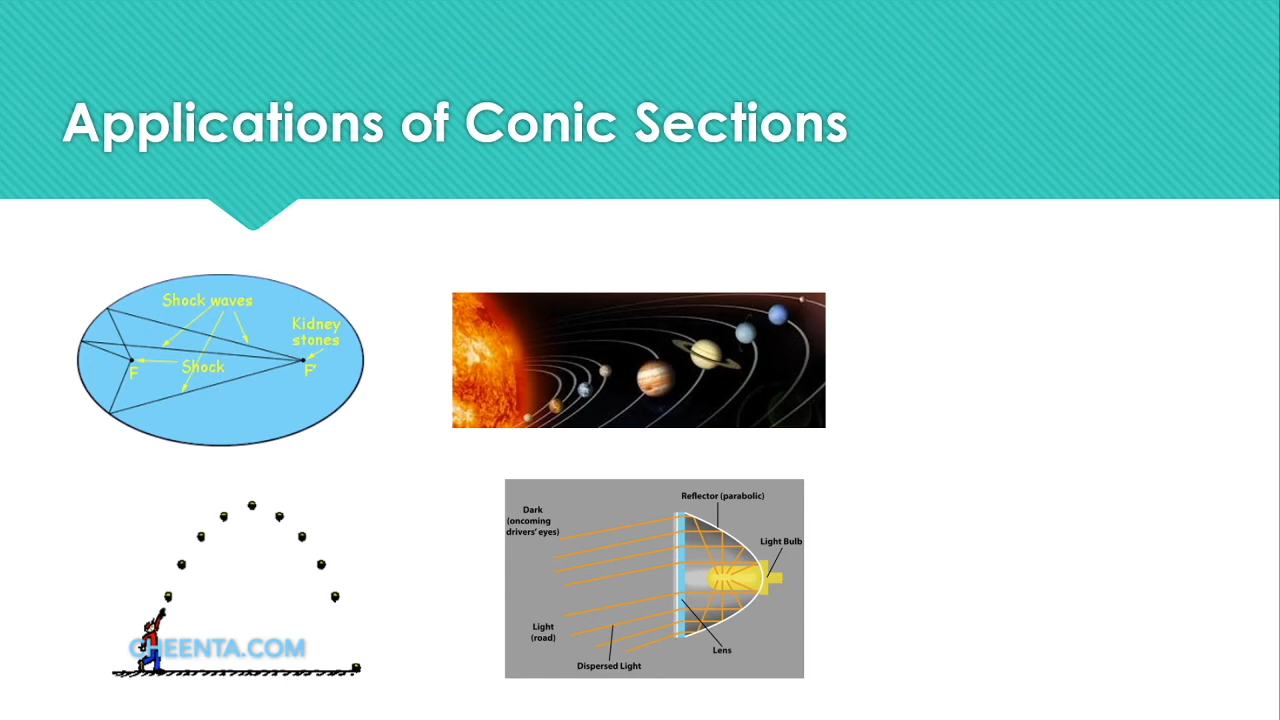 Applications of Conic Sections
Shock waves
Kidney
stones
Shock
F
F'
CHEENTA.COM
Reflector (parabolic)
Dark
(oncoming
drivers' eyes)
Light Bulb
Light
(road)
Lens
Dispersed Light